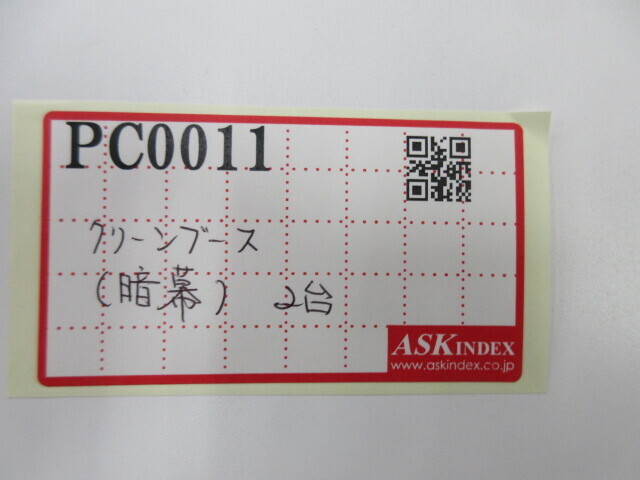 PC0011
クリーンブース
(暗幕) 2台
ASKINDEX
www.askindex.co.jp